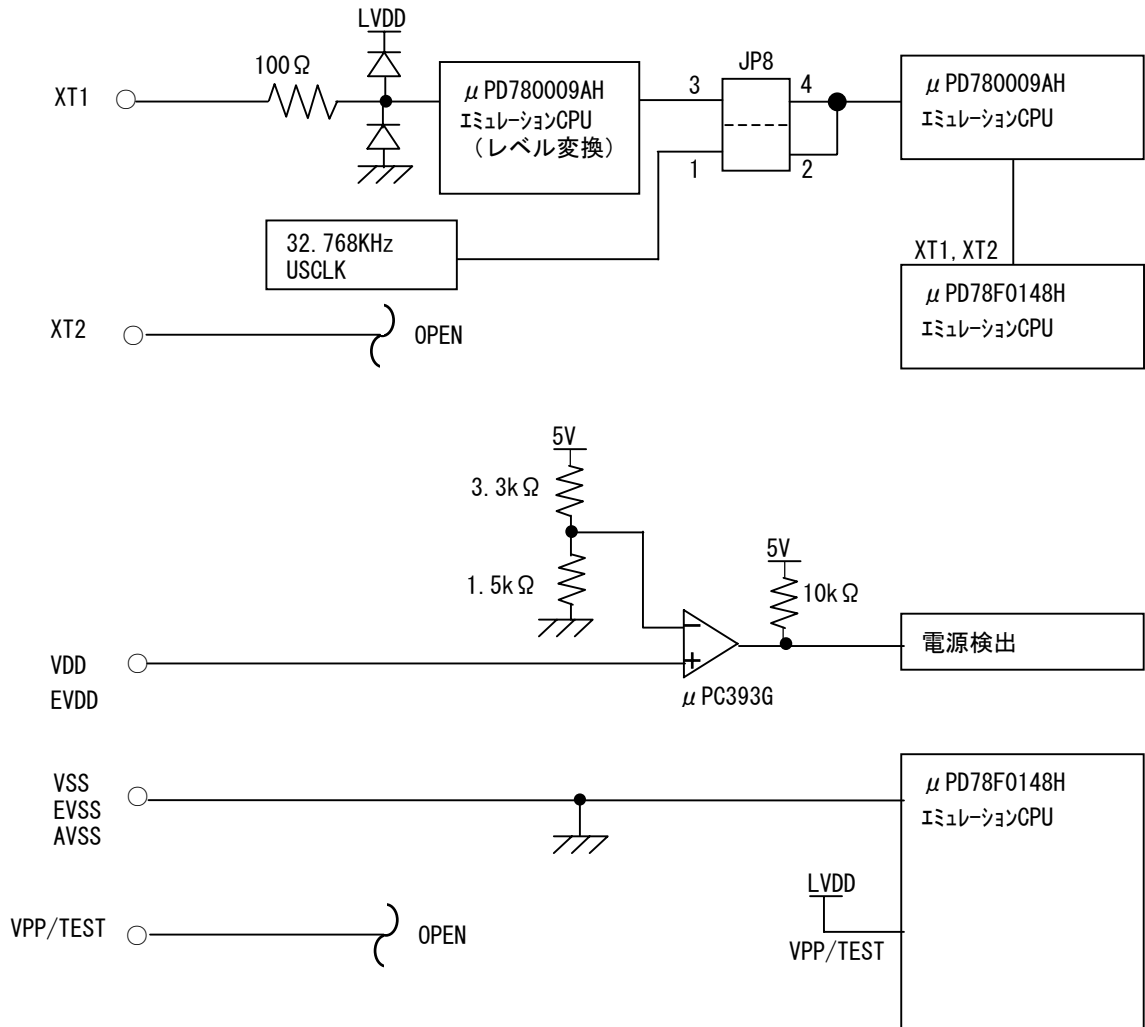 LVDD
100Ω
XT1
μPD780009AH
エミュレーションCPU
(レベル変換)
JP8
3
4
1
2
μPD780009AH
エミュレーションCPU
32.768KHz
USCLK
XT1,XT2
μPD78F0148H
エミュレーションCPU
XT2
OPEN
5V
3.3kΩ
1.5kΩ
5V
10kΩ
電源検出
VDD
EVDD
μPC393G
VSS
EVSS
AVSS
μPD78F0148H
エミュレーションCPU
LVDD
VPP/TEST
OPEN
VPP/TEST